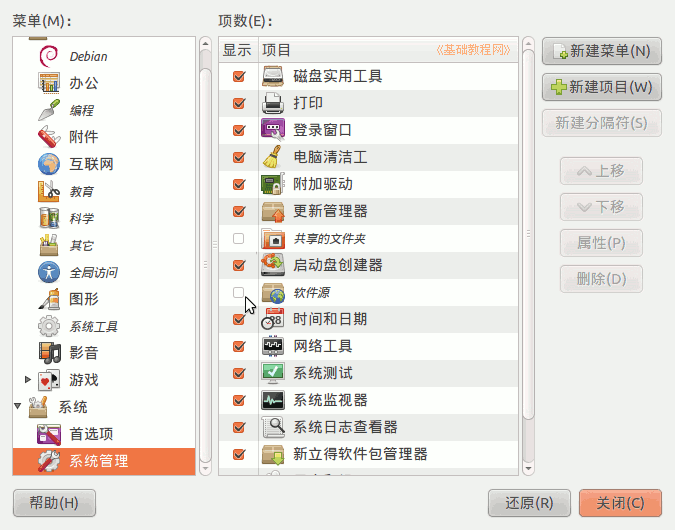 菜单(M)：
项数(E)：
Debian
办公
编程
附件
互联网
教育
科学
其它
全局访问
图形
系统工具
影音
游戏
系统
首选项
系统管理
显示 项目 《基础教程网》
磁盘实用工具
打印
登录窗口
电脑清洁工
附加驱动
更新管理器
共享的文件夹
启动盘创建器
软件源
时间和日期
网络工具
系统测试
系统监视器
系统日志查看器
新立得软件包管理器
新建菜单(N)
新建项目(W)
新建分隔符(S)
上移
下移
属性(P)
删除(D)
帮助(H)
还原(R)
关闭(C)